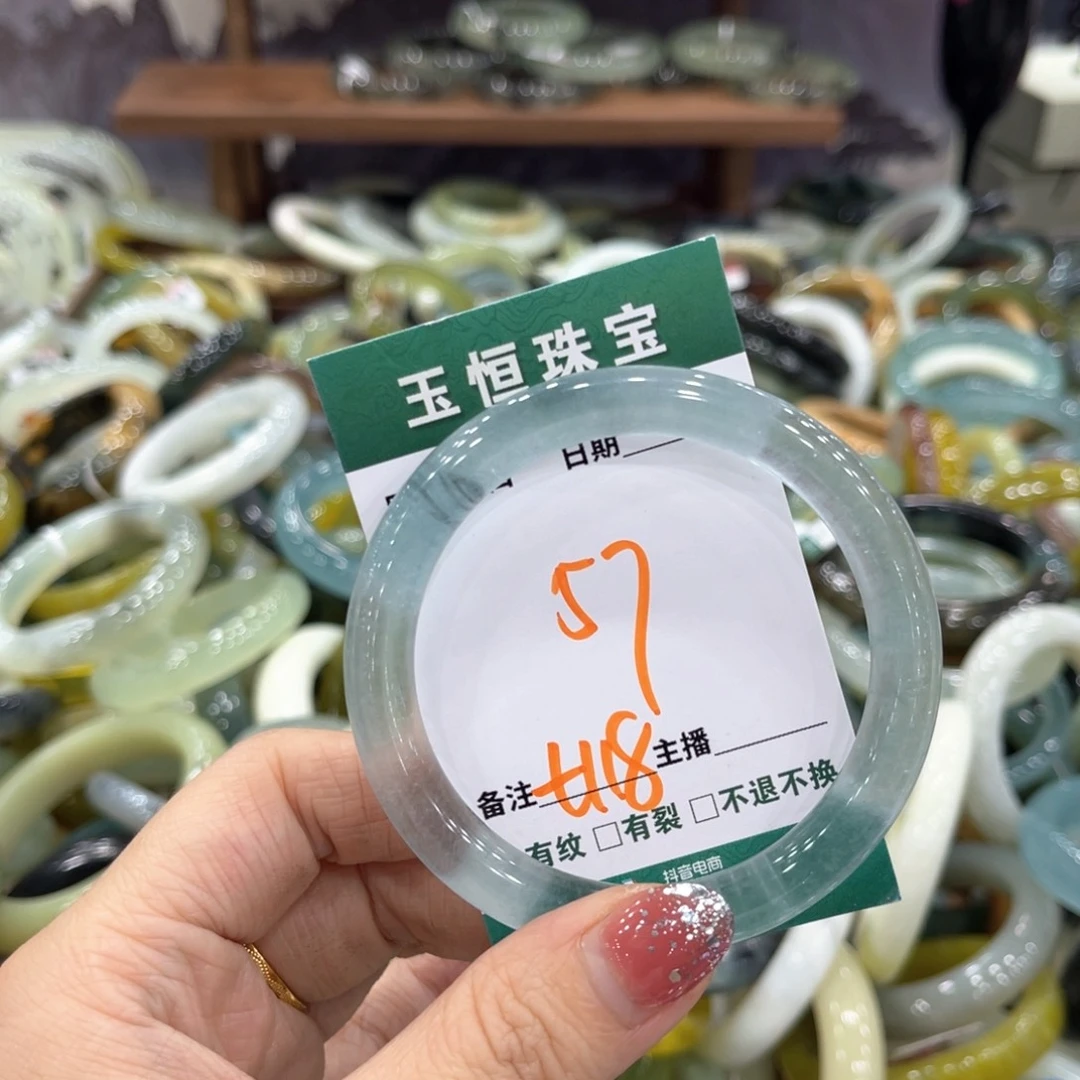 玉恒珠宝
日期
57
备注 418 主播
有纹 □有裂 □不退不换
抖音电商